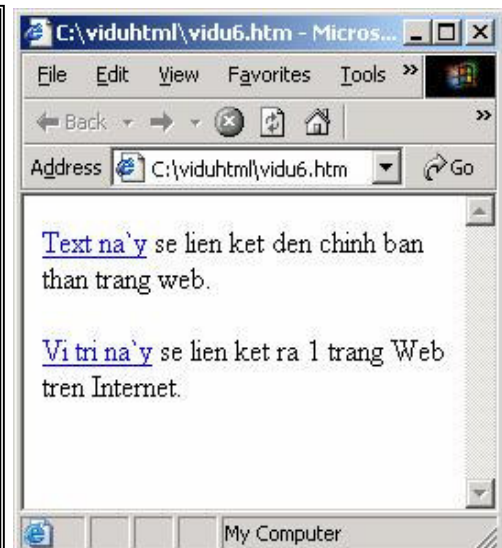 C:\viduhtml\vidu6.htm - Micros...
File Edit View Favorites Tools »
Back »
Address C:\viduhtml\vidu6.htm Go
Text na`y se lien ket den chinh ban
than trang web.
Vi tri na`y se lien ket ra 1 trang Web
tren Internet.
My Computer